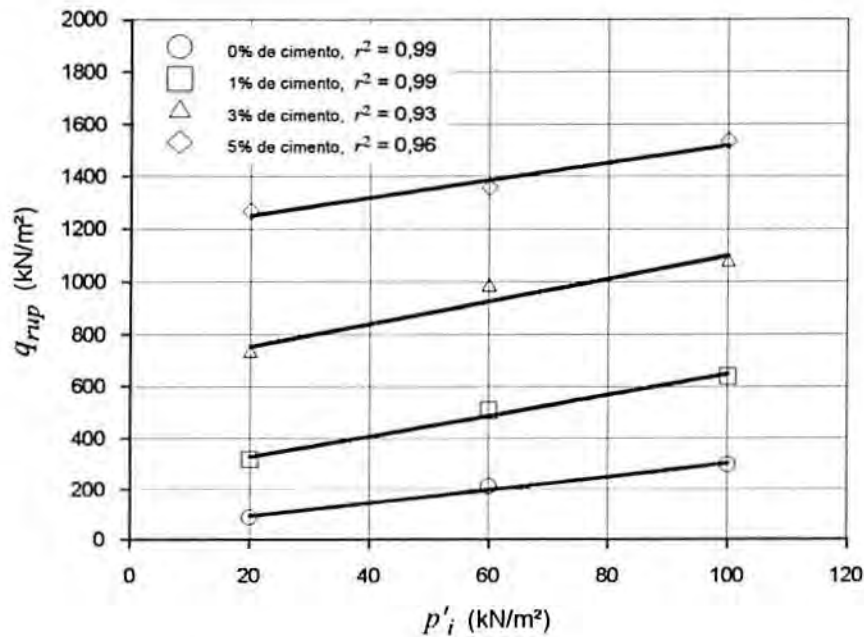 2000
1800
1600
1400
1200
1000
800
600
400
200
0
q_rup (kN/m²)
0% de cimento, r² = 0,99
1% de cimento, r² = 0,99
3% de cimento, r² = 0,93
5% de cimento, r² = 0,96
0 20 40 60 80 100 120
p'_i (kN/m²)